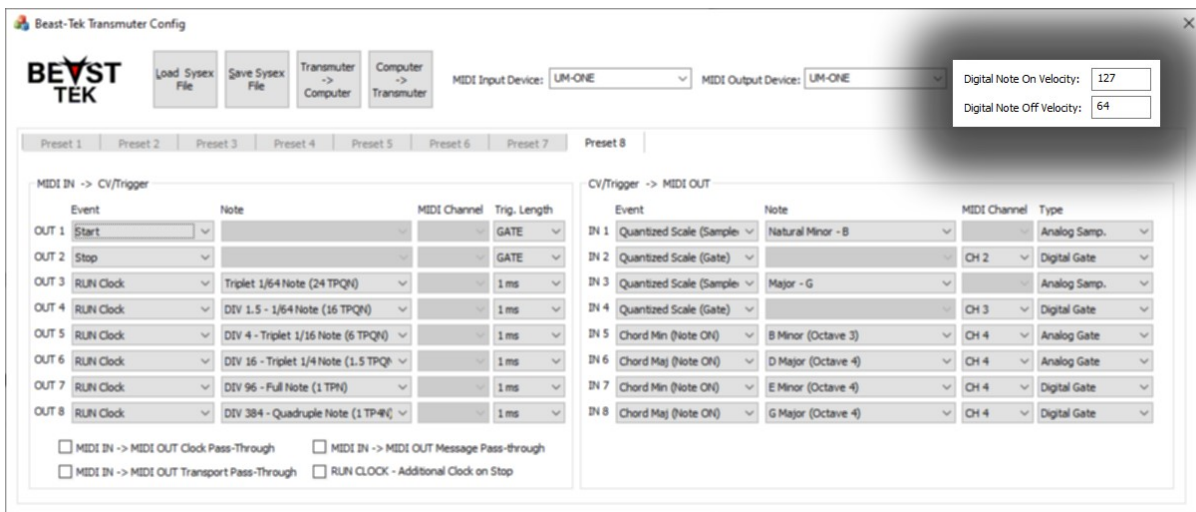 Beast-Tek Transmuter Config
BEAST TEK
Load Sysex File
Save Sysex File
Transmuter -> Computer
Computer -> Transmuter
MIDI Input Device: UM-ONE
MIDI Output Device: UM-ONE
Digital Note On Velocity: 127
Digital Note Off Velocity: 64
Preset 1 Preset 2 Preset 3 Preset 4 Preset 5 Preset 6 Preset 7 Preset 8
MIDI IN -> CV/Trigger
Event Note MIDI Channel Trig. Length
OUT 1 Start GATE
OUT 2 Stop GATE
OUT 3 RUN Clock Triplet 1/64 Note (24 TPQN) 1 ms
OUT 4 RUN Clock DIV 1.5 - 1/64 Note (16 TPQN) 1 ms
OUT 5 RUN Clock DIV 4 - Triplet 1/16 Note (6 TPQN) 1 ms
OUT 6 RUN Clock DIV 16 - Triplet 1/4 Note (1.5 TPQN 1 ms
OUT 7 RUN Clock DIV 96 - Full Note (1 TPN) 1 ms
OUT 8 RUN Clock DIV 384 - Quadruple Note (1 TP4N) 1 ms
MIDI IN -> MIDI OUT Clock Pass-Through
MIDI IN -> MIDI OUT Message Pass-through
MIDI IN -> MIDI OUT Transport Pass-Through
RUN CLOCK - Additional Clock on Stop
CV/Trigger -> MIDI OUT
Event Note MIDI Channel Type
IN 1 Quantized Scale (Sample Natural Minor - B Analog Samp.
IN 2 Quantized Scale (Gate) CH 2 Digital Gate
IN 3 Quantized Scale (Sample Major - G Analog Samp.
IN 4 Quantized Scale (Gate) CH 3 Digital Gate
IN 5 Chord Min (Note ON) B Minor (Octave 3) CH 4 Analog Gate
IN 6 Chord Maj (Note ON) D Major (Octave 4) CH 4 Analog Gate
IN 7 Chord Min (Note ON) E Minor (Octave 4) CH 4 Digital Gate
IN 8 Chord Maj (Note ON) G Major (Octave 4) CH 4 Digital Gate